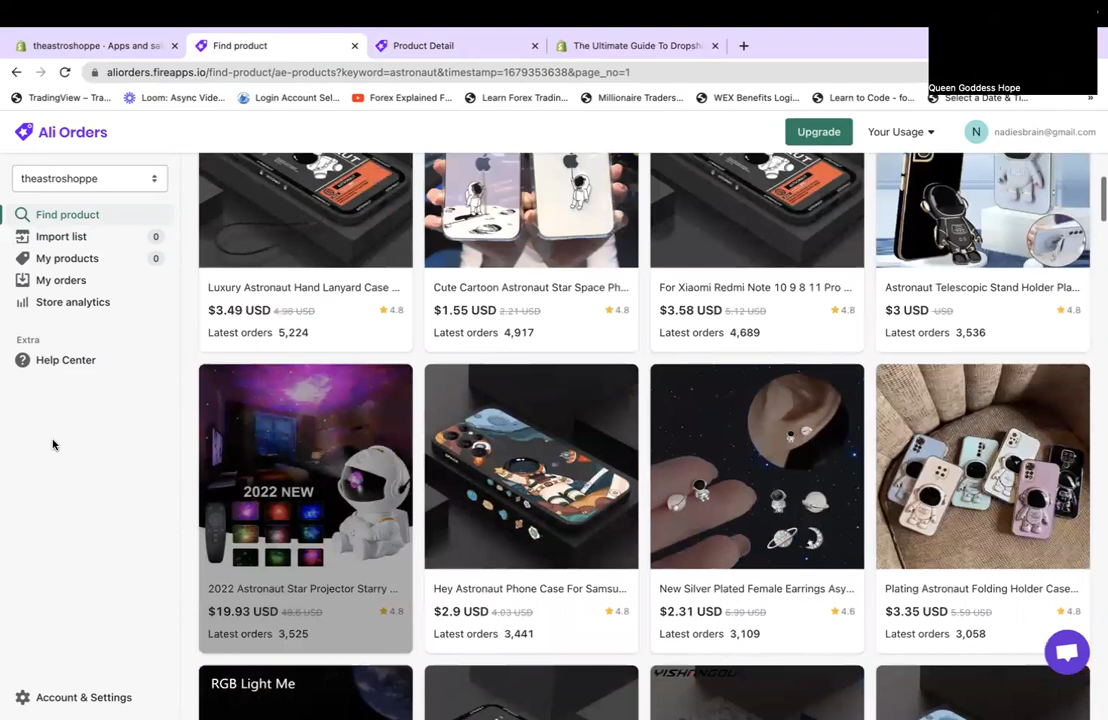 theastroshoppe · Apps and sal
Find product
Product Detail
The Ultimate Guide To Dropsh
aliorders.fireapps.io/find-product/ae-products?keyword=astronaut&timestamp=1679353638&page_no=1
Queen Goddess Hope
TradingView – Tra...
Loom: Async Vide...
Login Account Sel...
Forex Explained F...
Learn Forex Tradin...
Millionaire Traders...
WEX Benefits Logi...
Learn to Code - fo...
Select a Date & Ti...
»
Ali Orders
Upgrade
Your Usage
N
nadiesbrain@gmail.com
theastroshoppe
Find product
Import list
0
My products
0
My orders
Store analytics
Extra
Help Center
Account & Settings
Luxury Astronaut Hand Lanyard Case ...
$3.49 USD 4.98 USD
4.8
Latest orders 5,224
Cute Cartoon Astronaut Star Space Ph...
$1.55 USD 2.21 USD
4.8
Latest orders 4,917
For Xiaomi Redmi Note 10 9 8 11 Pro ...
$3.58 USD 5.12 USD
4.8
Latest orders 4,689
Astronaut Telescopic Stand Holder Pla...
$3 USD USD
4.8
Latest orders 3,536
2022 NEW
2022 Astronaut Star Projector Starry ...
$19.93 USD 48.6 USD
4.8
Latest orders 3,525
Hey Astronaut Phone Case For Samsu...
$2.9 USD 4.03 USD
4.8
Latest orders 3,441
New Silver Plated Female Earrings Asy...
$2.31 USD 6.99 USD
4.6
Latest orders 3,109
Plating Astronaut Folding Holder Case...
$3.35 USD 5.59 USD
4.8
Latest orders 3,058
RGB Light Me